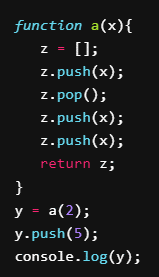 function a(x){
z = [];
z.push(x);
z.pop();
z.push(x);
z.push(x);
return z;
}
y = a(2);
y.push(5);
console.log(y);